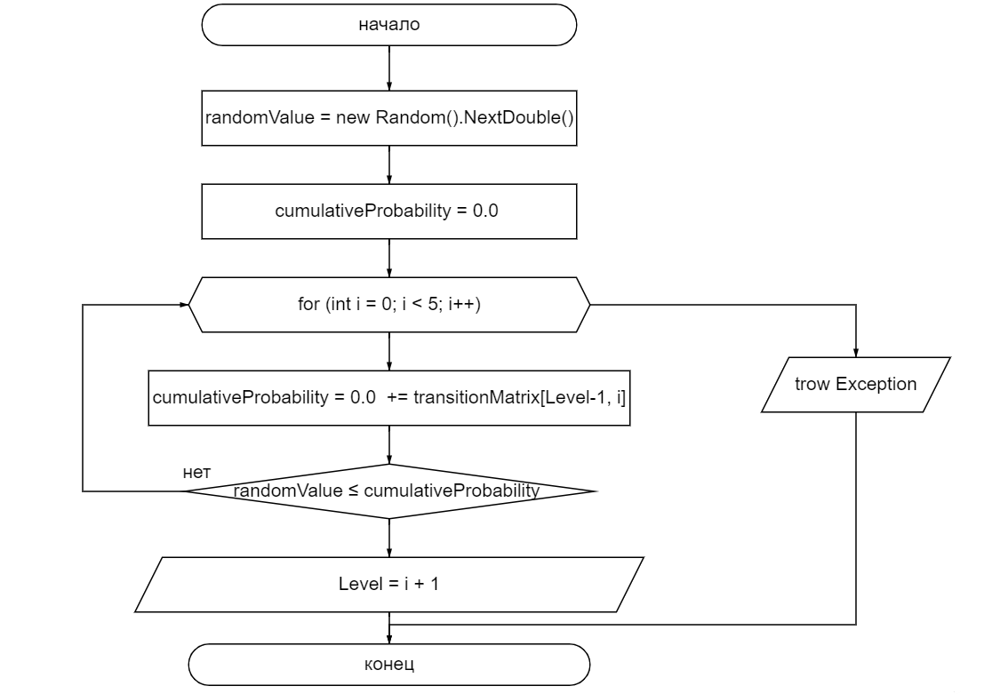 начало
randomValue = new Random().NextDouble()
cumulativeProbability = 0.0
for (int i = 0; i < 5; i++)
trow Exception
cumulativeProbability = 0.0  += transitionMatrix[Level-1, i]
нет
randomValue ≤ cumulativeProbability
Level = i + 1
конец